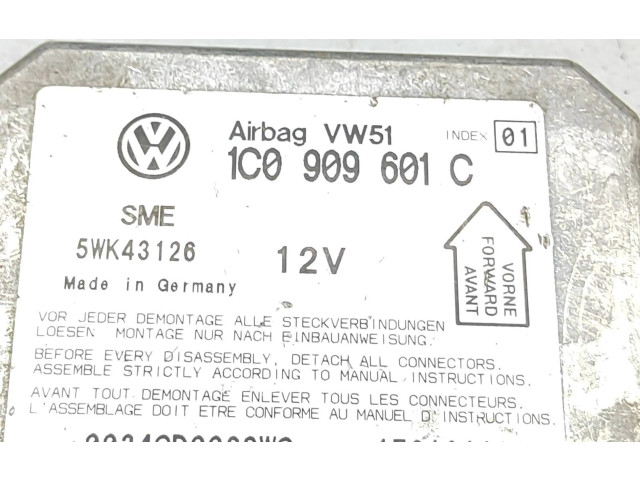 Airbag VW51 INDEX 01
1C0 909 601 C
SME
5WK43126 12V
Made in Germany
VORNE
FORWARD
AVANT
VOR JEDER DEMONTAGE ALLE STECKVERBINDUNGEN
LOESEN. MONTAGE NUR NACH EINBAUANWEISUNG.
BEFORE EVERY DISASSEMBLY, DETACH ALL CONNECTORS.
ASSEMBLE STRICTLY ACCORDING TO MANUAL INSTRUCTIONS.
AVANT TOUT DEMONTAGE ENLEVER TOUS LES CONNECTEURS.
L'ASSEMBLAGE DOIT ETRE CONFORME AU MANUEL D'INSTRUCTIONS.